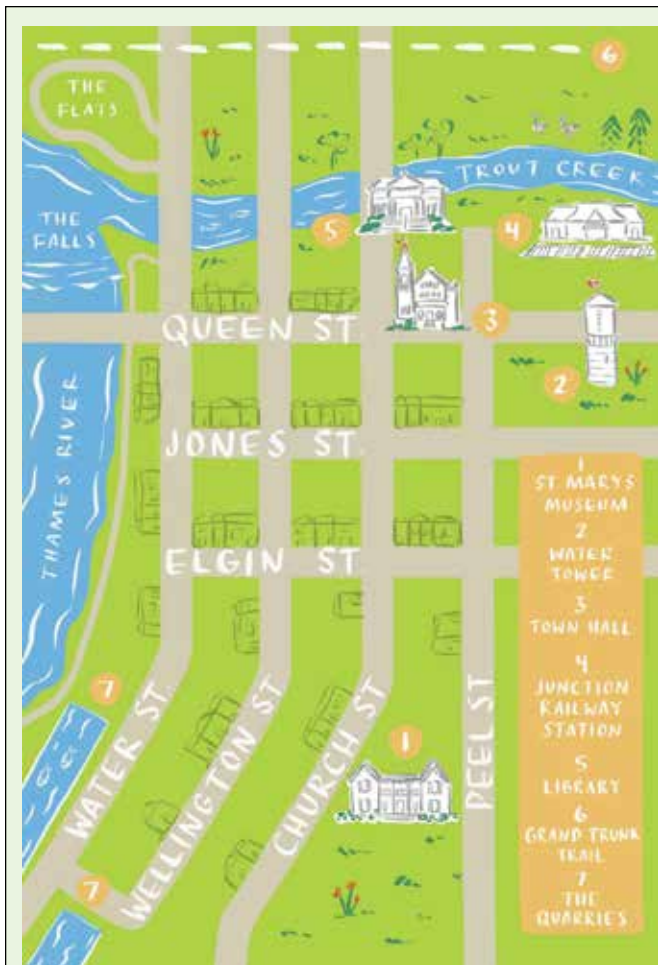 6
THE
FLATS
TROUT CREEK
THE
FALLS
5
4
3
QUEEN ST.
2
THAMES RIVER
JONES ST.
ELGIN ST
1
ST MARYS
MUSEUM
2
WATER
TOWER
3
TOWN HALL
4
JUNCTION
RAILWAY
STATION
5
LIBRARY
6
GRAND TRUNK
TRAIL
7
THE
QUARRIES
7
WATER ST
WELLINGTON ST
CHURCH ST
PEEL ST
1
7